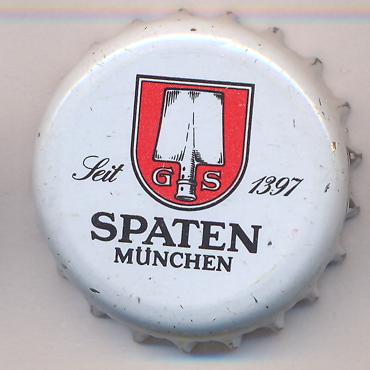 G S
Seit 1397
SPATEN
MÜNCHEN